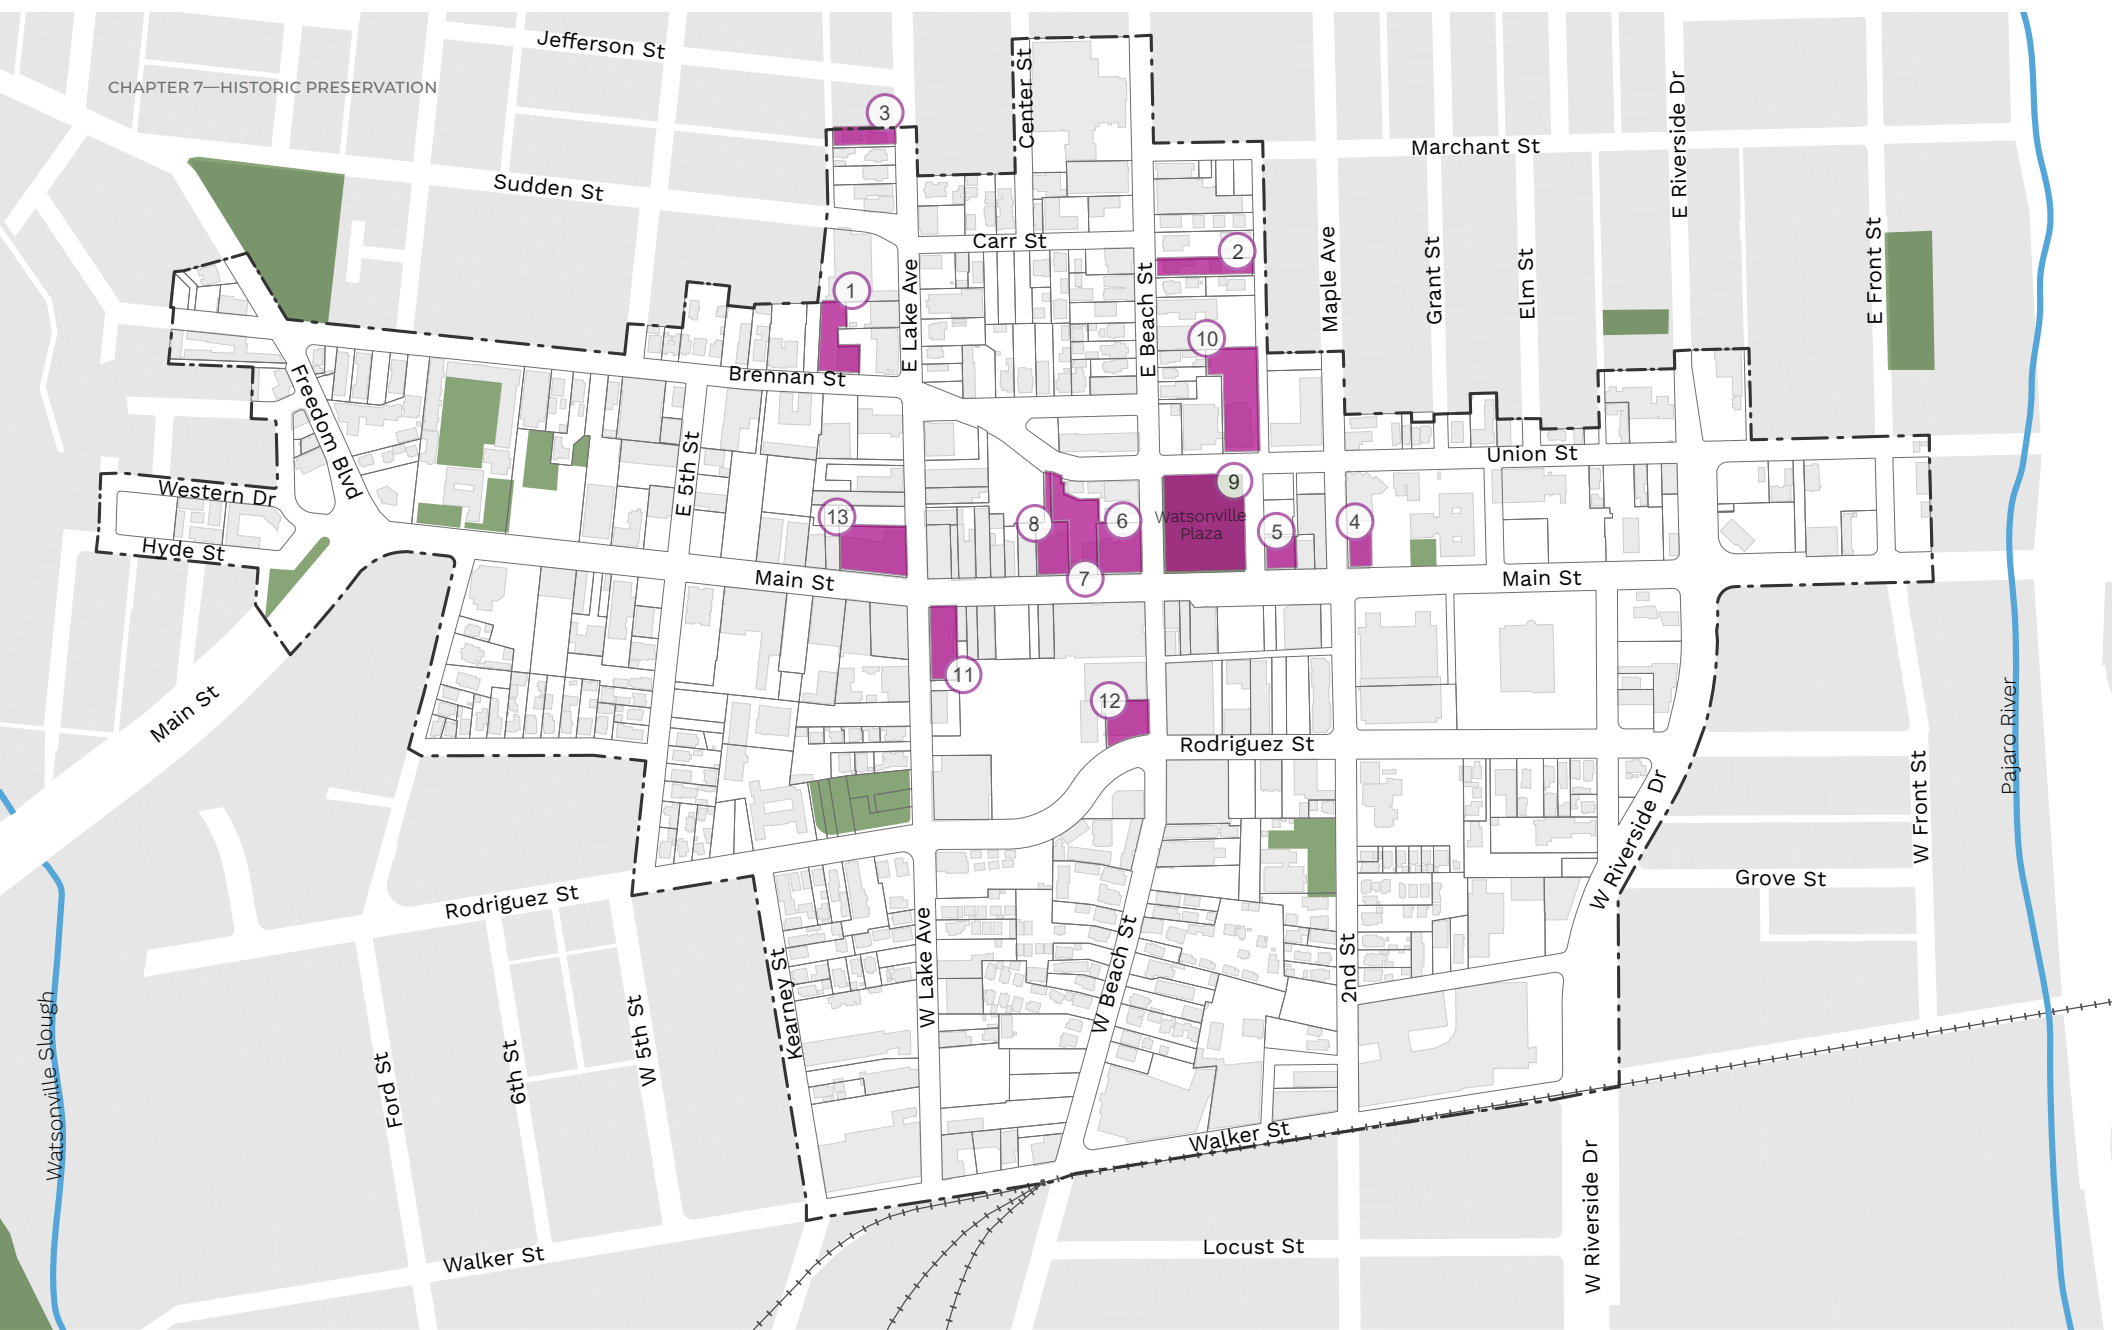 Jefferson St
CHAPTER 7—HISTORIC PRESERVATION
Center St
3
E Riverside Dr
Marchant St
Sudden St
Carr St
2
Maple Ave
Grant St
Elm St
E Front St
1
E Lake Ave
E Beach St
10
Brennan St
Freedom Blvd
E 5th St
Union St
Western Dr
9
13
8
6
Watsonville
Plaza
5
4
Hyde St
Main St
7
Main St
Main St
11
12
Rodriguez St
Pajaro River
W Front St
W Riverside Dr
Grove St
Rodriguez St
Kearney St
W Lake Ave
W Beach St
2nd St
Watsonville Slough
Ford St
6th St
W 5th St
Walker St
W Riverside Dr
Walker St
Locust St